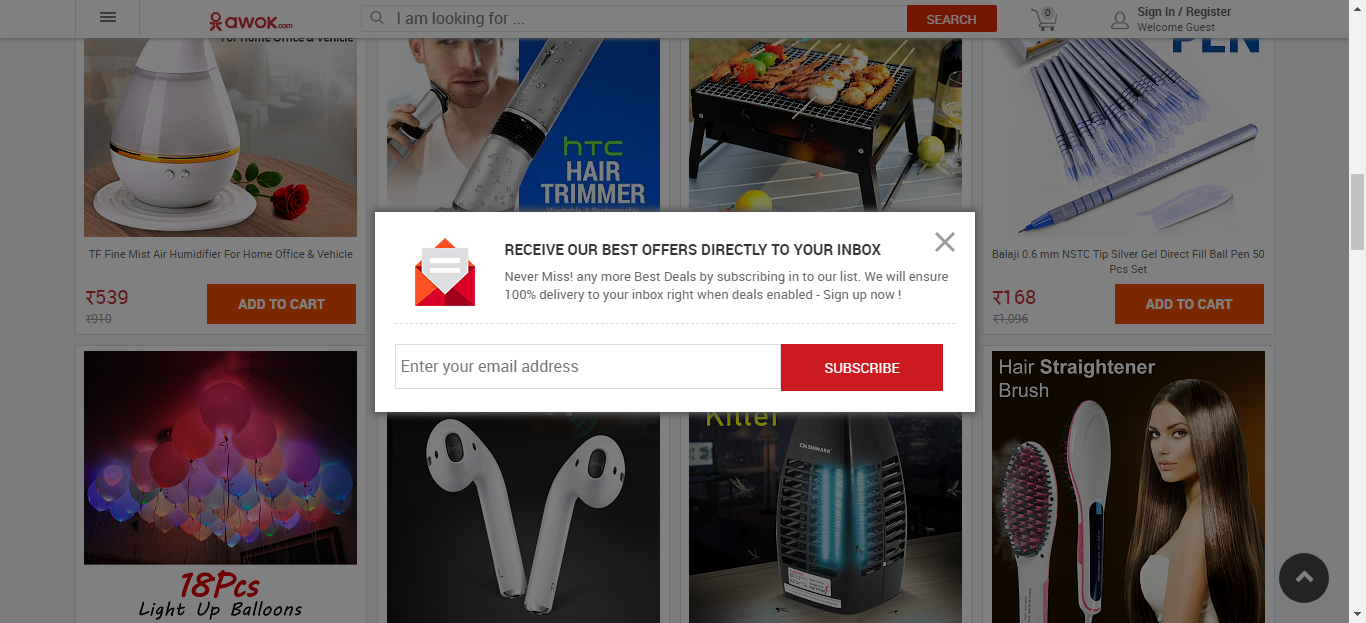 awok.com
I am looking for ...
SEARCH
0
Sign In / Register
Welcome Guest
For Home Office & Vehicle
PEN
hTC
HAIR
TRIMMER
Washable & Rechargeable
TF Fine Mist Air Humidifier For Home Office & Vehicle
₹539
₹910
ADD TO CART
Balaji 0.6 mm NSTC Tip Silver Gel Direct Fill Ball Pen 50
Pcs Set
₹168
₹1,096
ADD TO CART
RECEIVE OUR BEST OFFERS DIRECTLY TO YOUR INBOX
Never Miss! any more Best Deals by subscribing in to our list. We will ensure
100% delivery to your inbox right when deals enabled - Sign up now !
Enter your email address
SUBSCRIBE
18Pcs
Light Up Balloons
Killer
OLSENMARK
Hair Straightener
Brush